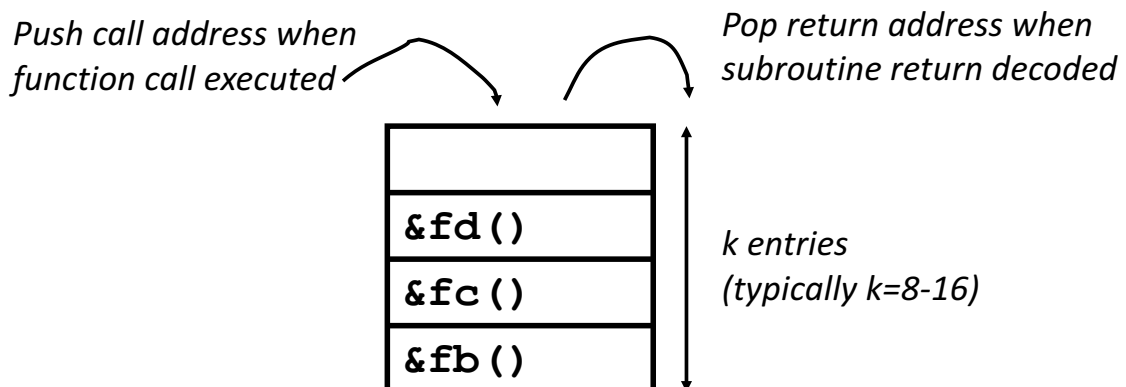 Push call address when
function call executed
Pop return address when
subroutine return decoded
&fd()
&fc()
&fb()
k entries
(typically k=8-16)